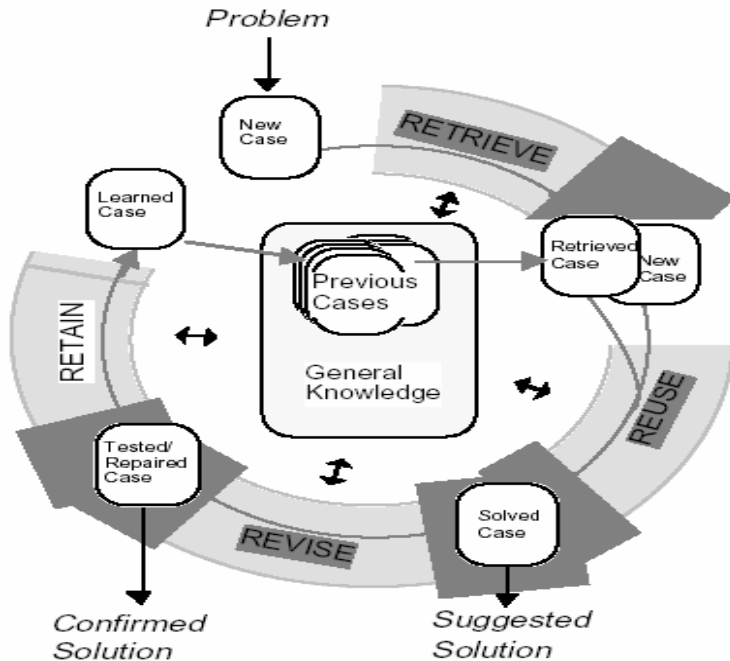 Problem
New
Case
RETRIEVE
Learned
Case
Retrieved
Case
New
Case
Previous
Cases
General
Knowledge
RETAIN
REUSE
Tested/
Repaired
Case
REVISE
Solved
Case
Confirmed
Solution
Suggested
Solution